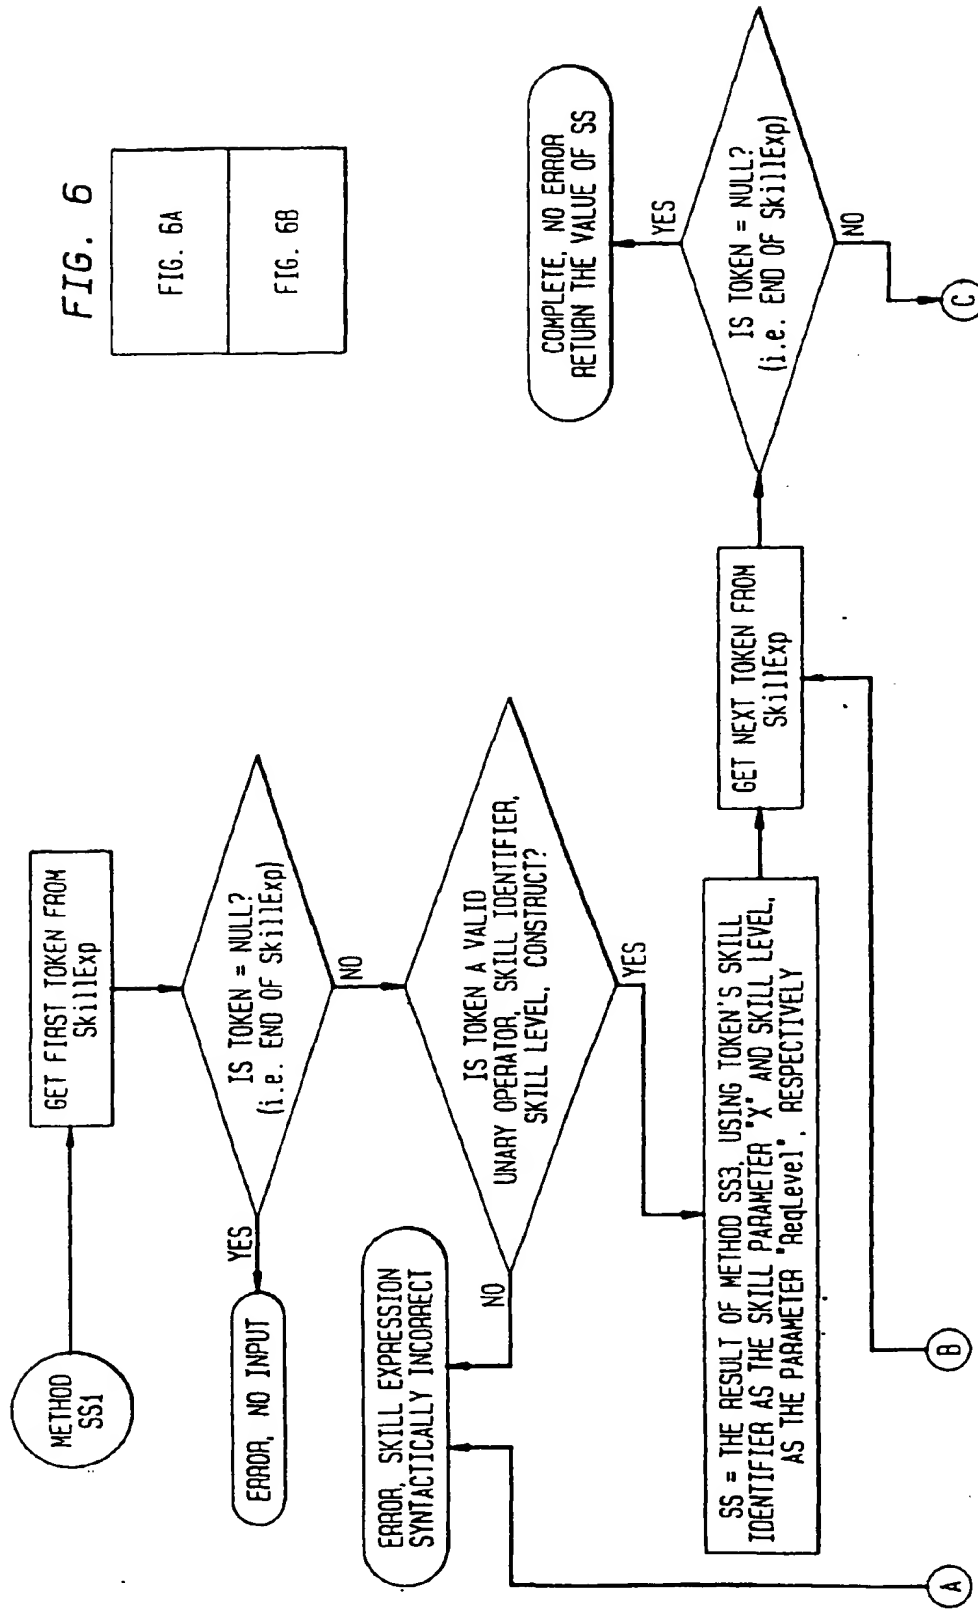 FIG. 6
FIG. 6A
FIG. 6B
METHOD
SS1
GET FIRST TOKEN FROM
SkillExp
IS TOKEN = NULL?
(i.e. END OF SkillExp)
YES
ERROR, NO INPUT
NO
IS TOKEN A VALID
UNARY OPERATOR, SKILL IDENTIFIER,
SKILL LEVEL, CONSTRUCT?
NO
ERROR, SKILL EXPRESSION
SYNTACTICALLY INCORRECT
YES
SS = THE RESULT OF METHOD SS3, USING TOKEN'S SKILL
IDENTIFIER AS THE SKILL PARAMETER "X" AND SKILL LEVEL,
AS THE PARAMETER "ReqLevel", RESPECTIVELY
GET NEXT TOKEN FROM
SkillExp
IS TOKEN = NULL?
(i.e. END OF SkillExp)
YES
COMPLETE, NO ERROR
RETURN THE VALUE OF SS
NO
A
B
C